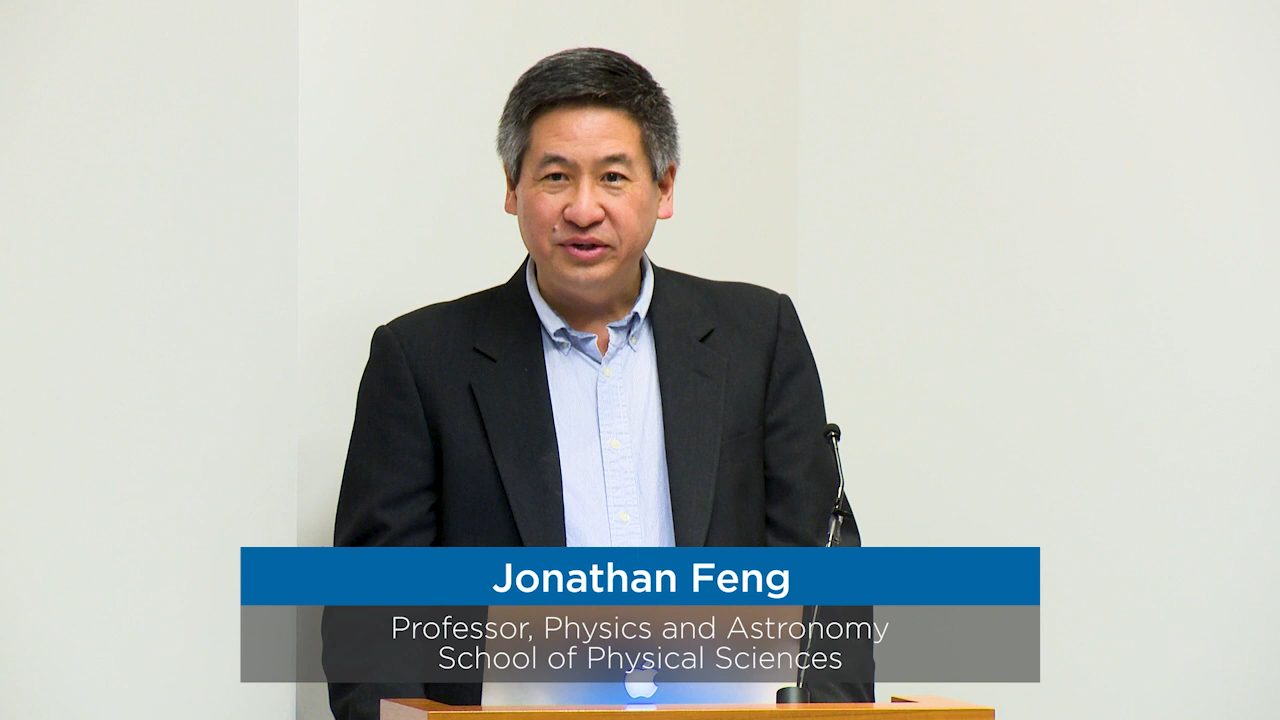 Jonathan Feng
Professor, Physics and Astronomy
School of Physical Sciences